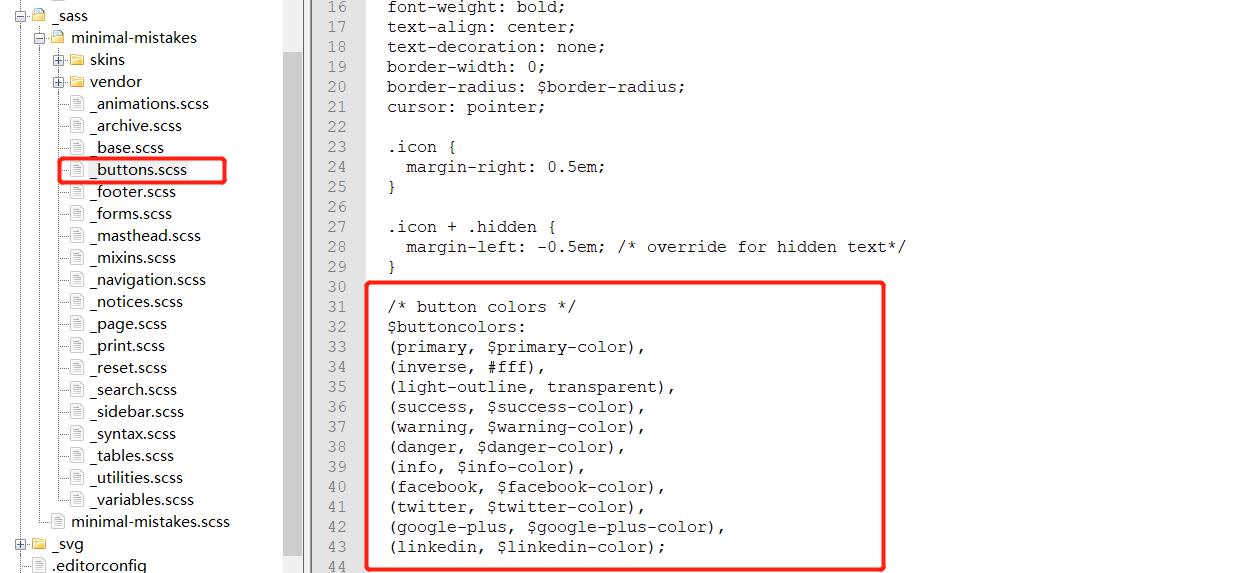 _sass
minimal-mistakes
skins
vendor
_animations.scss
_archive.scss
_base.scss
_buttons.scss
_footer.scss
_forms.scss
_masthead.scss
_mixins.scss
_navigation.scss
_notices.scss
_page.scss
_print.scss
_reset.scss
_search.scss
_sidebar.scss
_syntax.scss
_tables.scss
_utilities.scss
_variables.scss
minimal-mistakes.scss
_svg
.editorconfig
16 font-weight: bold;
17 text-align: center;
18 text-decoration: none;
19 border-width: 0;
20 border-radius: $border-radius;
21 cursor: pointer;
22
23 .icon {
24 margin-right: 0.5em;
25 }
26
27 .icon + .hidden {
28 margin-left: -0.5em; /* override for hidden text*/
29 }
30
31 /* button colors */
32 $buttoncolors:
33 (primary, $primary-color),
34 (inverse, #fff),
35 (light-outline, transparent),
36 (success, $success-color),
37 (warning, $warning-color),
38 (danger, $danger-color),
39 (info, $info-color),
40 (facebook, $facebook-color),
41 (twitter, $twitter-color),
42 (google-plus, $google-plus-color),
43 (linkedin, $linkedin-color);
44